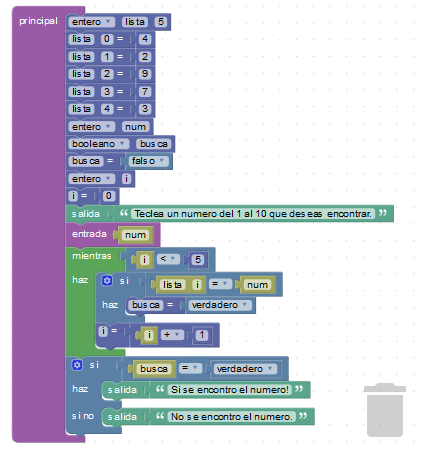 principal entero lista 5
lista 0 = 4
lista 1 = 2
lista 2 = 9
lista 3 = 7
lista 4 = 3
entero num
booleano busca
busca = falso
entero i
i = 0
salida “ Teclea un numero del 1 al 10 que deseas encontrar. ”
entrada num
mientras i < 5
haz si lista i = num
haz busca = verdadero
i = i + 1
si busca = verdadero
haz salida “ Si se encontro el numero! ”
si no salida “ No se encontro el numero. ”